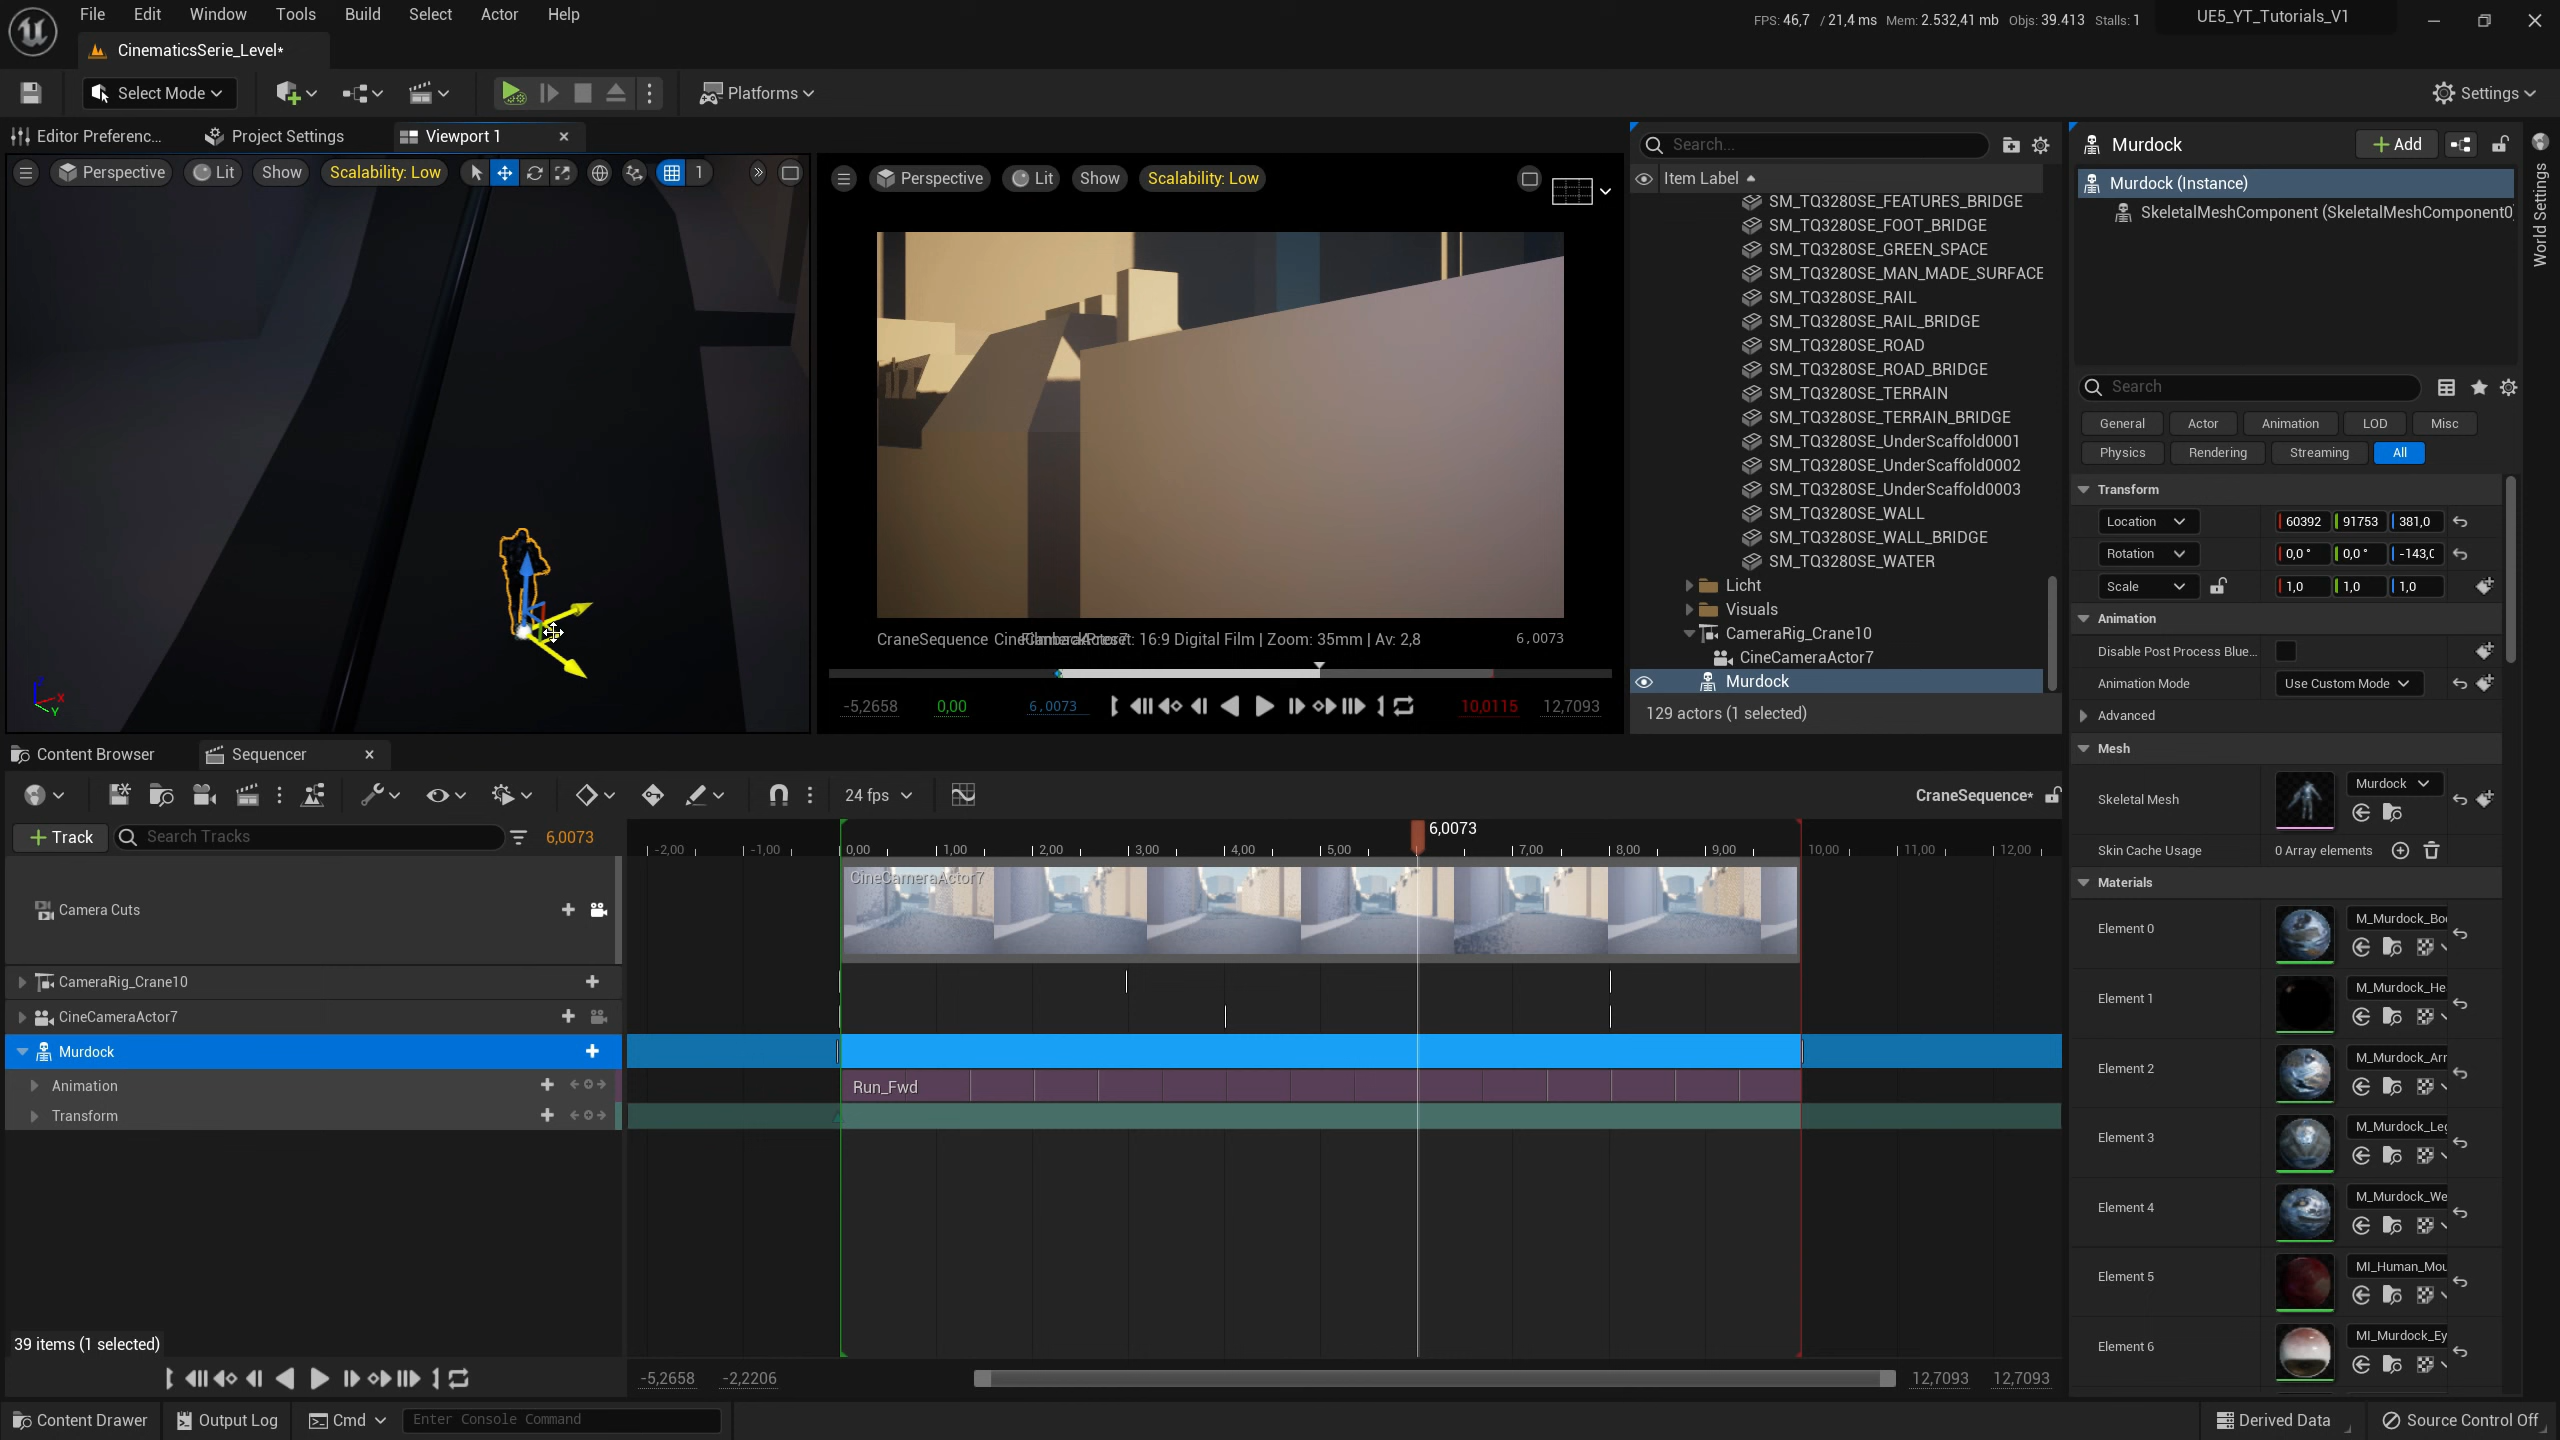 File Edit Window Tools Build Select Actor Help
FPS: 46,7 / 21,4 ms Mem: 2.532,41 mb Objs: 39.413 Stalls: 1
UE5_YT_Tutorials_V1
CinematicsSerie_Level*
Select Mode
Platforms
Settings
Editor Preferenc...
Project Settings
Viewport 1
Perspective
Lit
Show
Scalability: Low
1
X
Y
Perspective
Lit
Show
Scalability: Low
CraneSequence
16:9 Digital Film | Zoom: 35mm | Av: 2,8
6,0073
-5,2658
0,00
6,0073
10,0115
12,7093
Search...
Item Label
SM_TQ3280SE_FEATURES_BRIDGE
SM_TQ3280SE_FOOT_BRIDGE
SM_TQ3280SE_GREEN_SPACE
SM_TQ3280SE_MAN_MADE_SURFACE
SM_TQ3280SE_RAIL
SM_TQ3280SE_RAIL_BRIDGE
SM_TQ3280SE_ROAD
SM_TQ3280SE_ROAD_BRIDGE
SM_TQ3280SE_TERRAIN
SM_TQ3280SE_TERRAIN_BRIDGE
SM_TQ3280SE_UnderScaffold0001
SM_TQ3280SE_UnderScaffold0002
SM_TQ3280SE_UnderScaffold0003
SM_TQ3280SE_WALL
SM_TQ3280SE_WALL_BRIDGE
SM_TQ3280SE_WATER
Licht
Visuals
CameraRig_Crane10
CineCameraActor7
Murdock
129 actors (1 selected)
Murdock
Add
Murdock (Instance)
SkeletalMeshComponent (SkeletalMeshComponent0
World Settings
Search
General
Actor
Animation
LOD
Misc
Physics
Rendering
Streaming
All
Transform
Location
60392
91753
381,0
Rotation
0,0 °
0,0 °
-143,0
Scale
1,0
1,0
1,0
Animation
Disable Post Process Blue...
Animation Mode
Use Custom Mode
Advanced
Mesh
Skeletal Mesh
Murdock
Skin Cache Usage
0 Array elements
Materials
Element 0
M_Murdock_Bo
Element 1
M_Murdock_He
Element 2
M_Murdock_Arr
Element 3
M_Murdock_Leg
Element 4
M_Murdock_We
Element 5
MI_Human_Mou
Element 6
MI_Murdock_Ey
Content Browser
Sequencer
24 fps
CraneSequence*
Track
Search Tracks
6,0073
6,0073
-2,00
-1,00
0,00
1,00
2,00
3,00
4,00
5,00
7,00
8,00
9,00
10,00
11,00
12,00
Camera Cuts
CineCameraActor7
CameraRig_Crane10
CineCameraActor7
Murdock
Animation
Run_Fwd
Transform
39 items (1 selected)
-5,2658
-2,2206
12,7093
12,7093
Content Drawer
Output Log
Cmd
Enter Console Command
Derived Data
Source Control Off